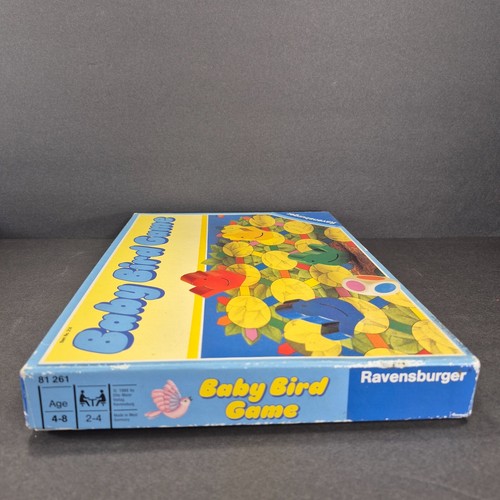 Baby Bird Game
81 261
Age
4-8
2-4
Baby Bird
Game
Ravensburger